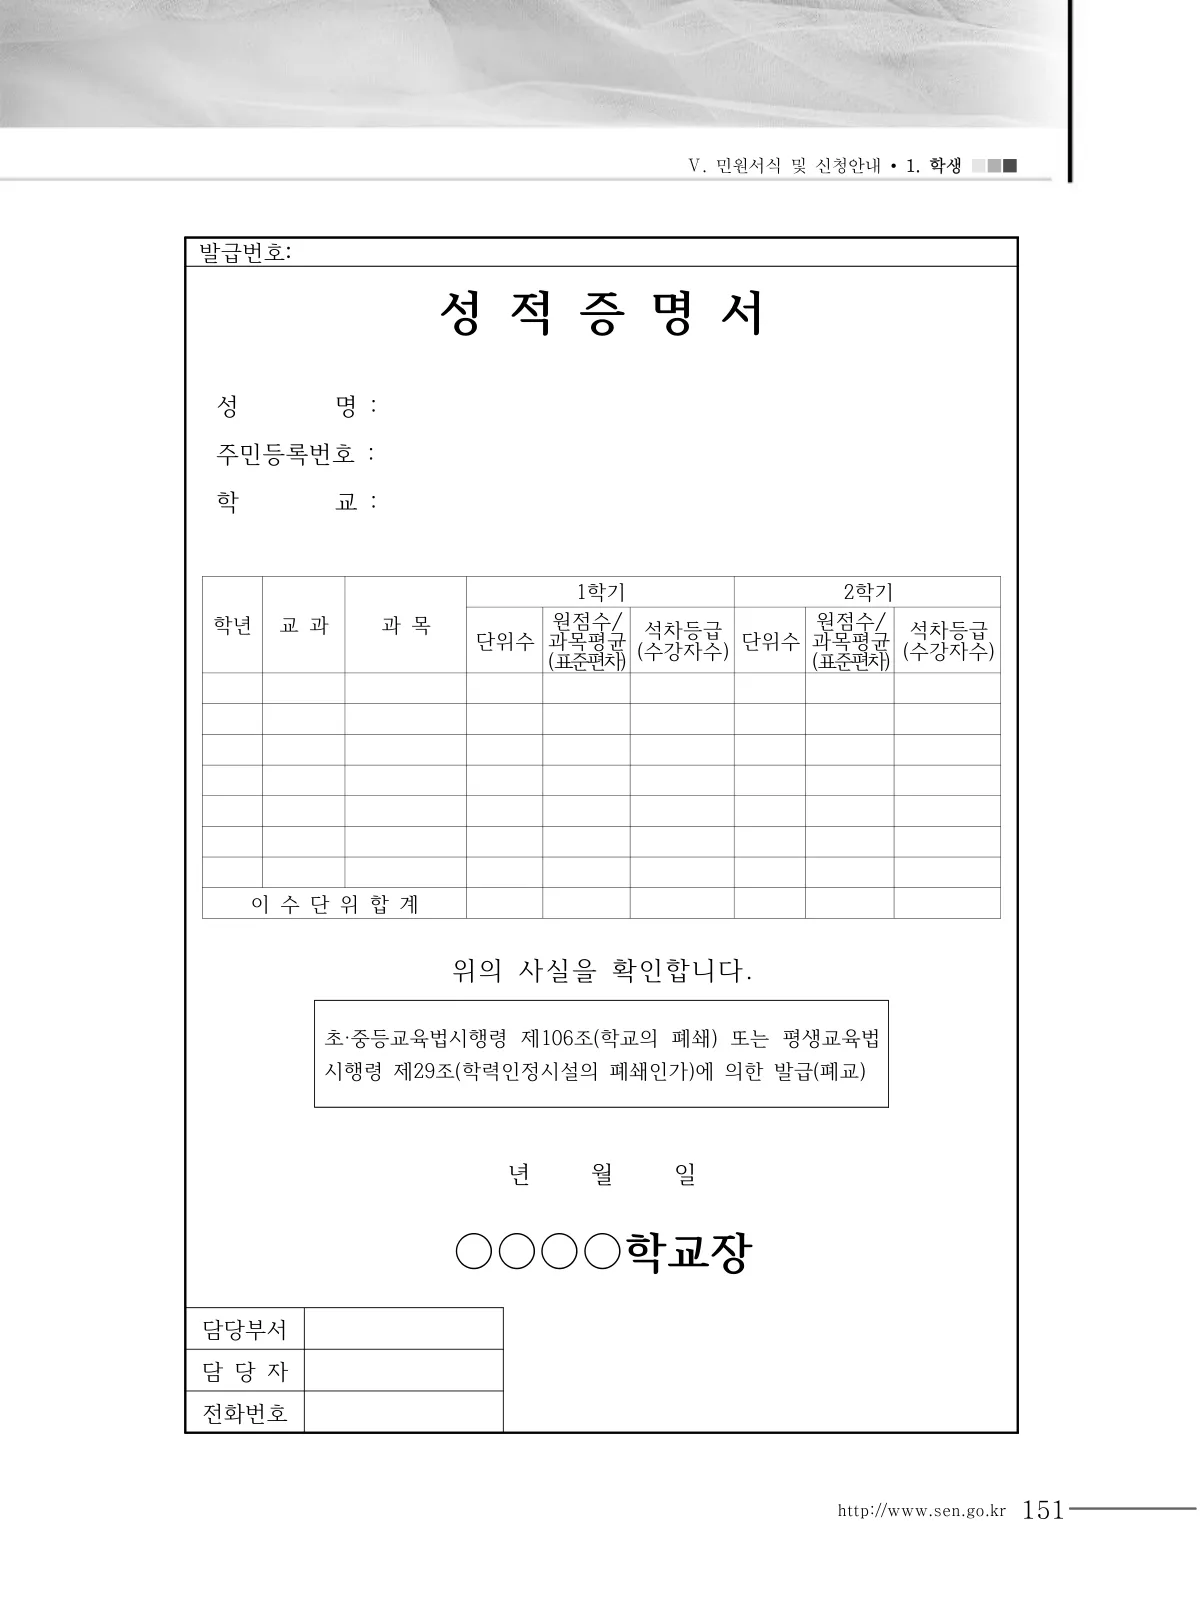 Ⅴ. 민원서식 및 신청안내 • 1. 학생
발급번호:
성 적 증 명 서
성 명 :
주민등록번호 :
학 교 :
학년 교 과 과 목 1학기 2학기
단위수 원점수/ 과목평균 (표준편차) 석차등급 (수강자수) 단위수 원점수/ 과목평균 (표준편차) 석차등급 (수강자수)
이 수 단 위 합 계
위의 사실을 확인합니다.
초·중등교육법시행령 제106조(학교의 폐쇄) 또는 평생교육법
시행령 제29조(학력인정시설의 폐쇄인가)에 의한 발급(폐교)
년 월 일
○○○○학교장
담당부서
담 당 자
전화번호
http://www.sen.go.kr 151